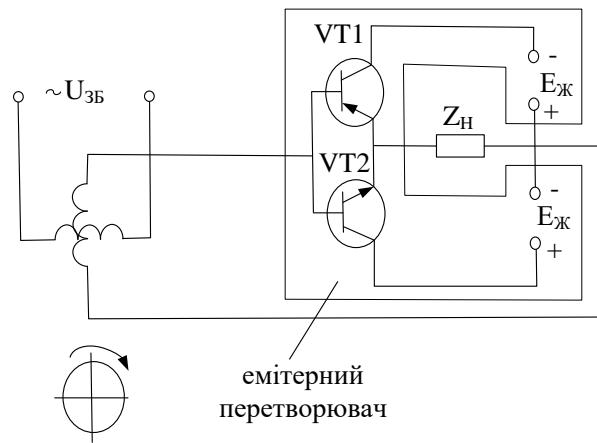 VT1
-
~U_ЗБ
E_Ж
+
Z_Н
VT2
-
E_Ж
+
емітерний
перетворювач